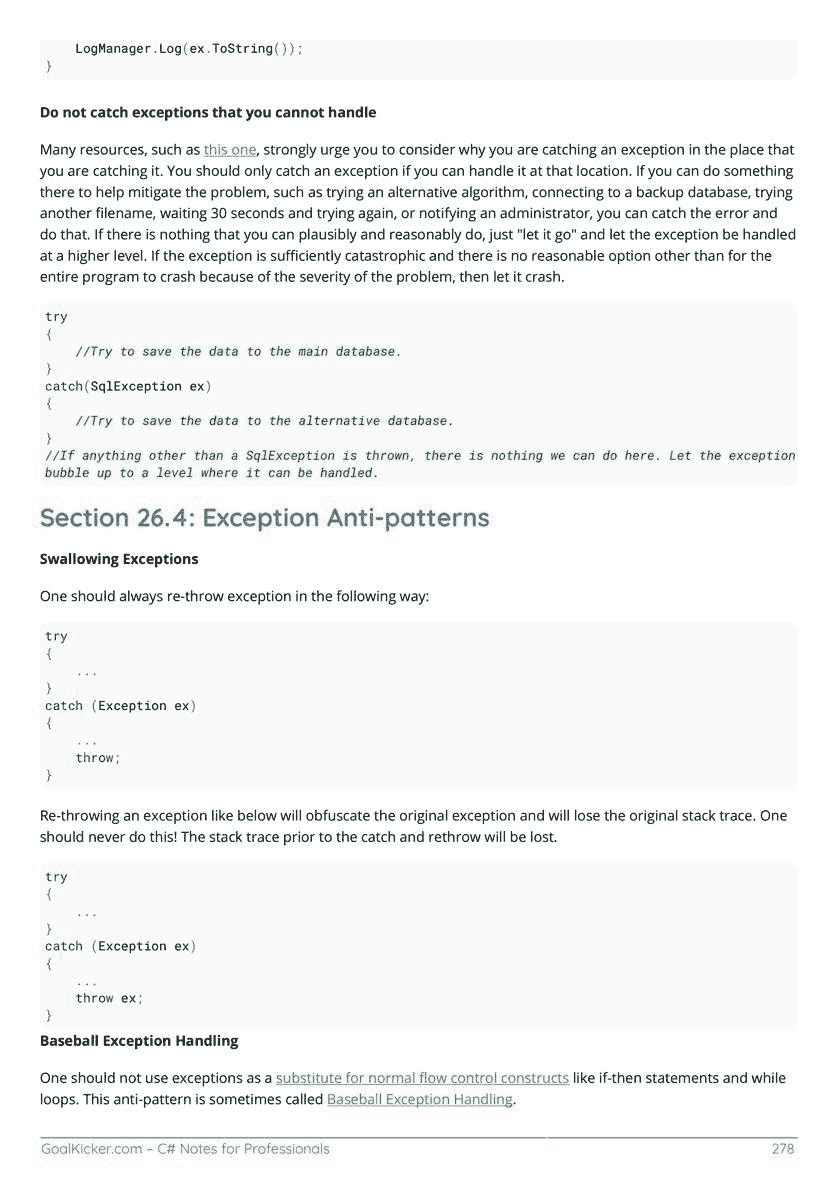 LogManager.Log(ex.ToString());
}
Do not catch exceptions that you cannot handle
Many resources, such as this one, strongly urge you to consider why you are catching an exception in the place that
you are catching it. You should only catch an exception if you can handle it at that location. If you can do something
there to help mitigate the problem, such as trying an alternative algorithm, connecting to a backup database, trying
another filename, waiting 30 seconds and trying again, or notifying an administrator, you can catch the error and
do that. If there is nothing that you can plausibly and reasonably do, just "let it go" and let the exception be handled
at a higher level. If the exception is sufficiently catastrophic and there is no reasonable option other than for the
entire program to crash because of the severity of the problem, then let it crash.
try
{
    //Try to save the data to the main database.
}
catch(SqlException ex)
{
    //Try to save the data to the alternative database.
}
//If anything other than a SqlException is thrown, there is nothing we can do here. Let the exception
bubble up to a level where it can be handled.
Section 26.4: Exception Anti-patterns
Swallowing Exceptions
One should always re-throw exception in the following way:
try
{
    ...
}
catch (Exception ex)
{
    ...
    throw;
}
Re-throwing an exception like below will obfuscate the original exception and will lose the original stack trace. One
should never do this! The stack trace prior to the catch and rethrow will be lost.
try
{
    ...
}
catch (Exception ex)
{
    ...
    throw ex;
}
Baseball Exception Handling
One should not use exceptions as a substitute for normal flow control constructs like if-then statements and while
loops. This anti-pattern is sometimes called Baseball Exception Handling.
GoalKicker.com – C# Notes for Professionals 278